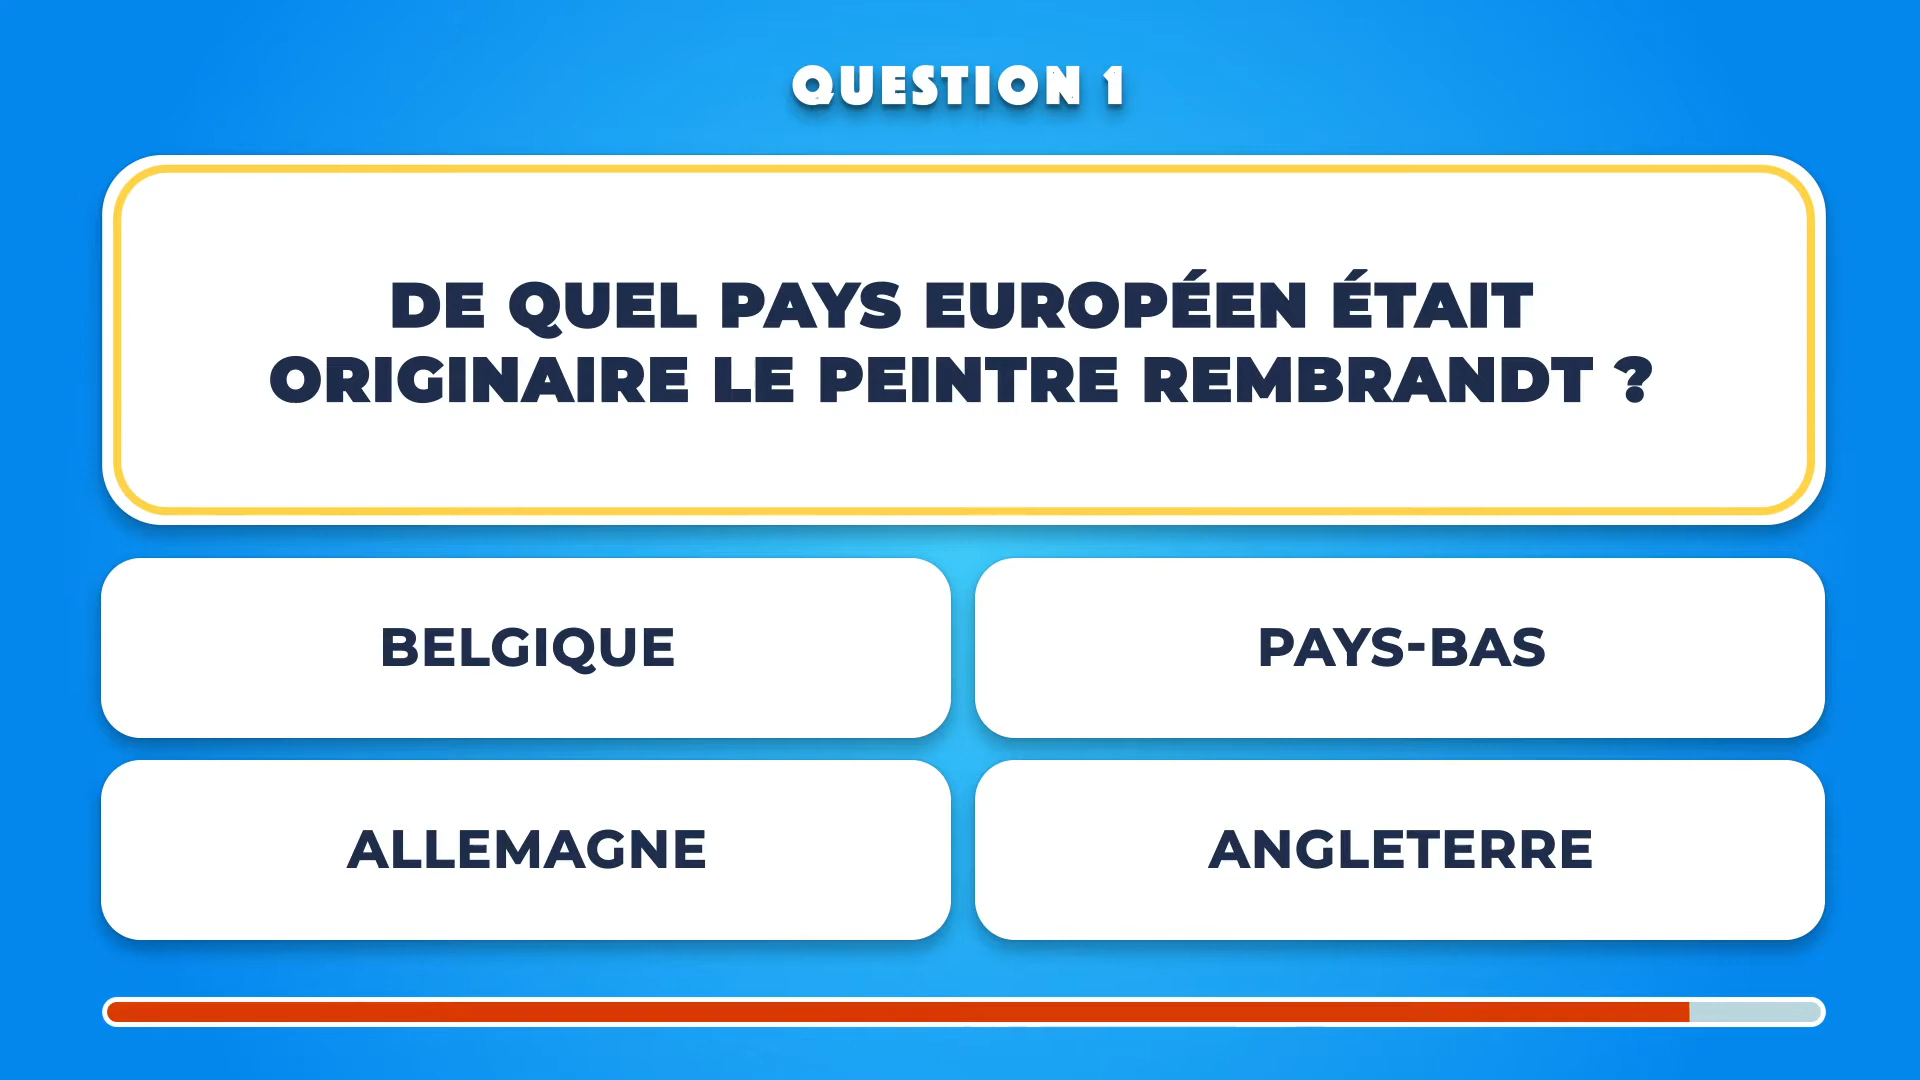 QUESTION 1
DE QUEL PAYS EUROPÉEN ÉTAIT
ORIGINAIRE LE PEINTRE REMBRANDT ?
BELGIQUE
PAYS-BAS
ALLEMAGNE
ANGLETERRE